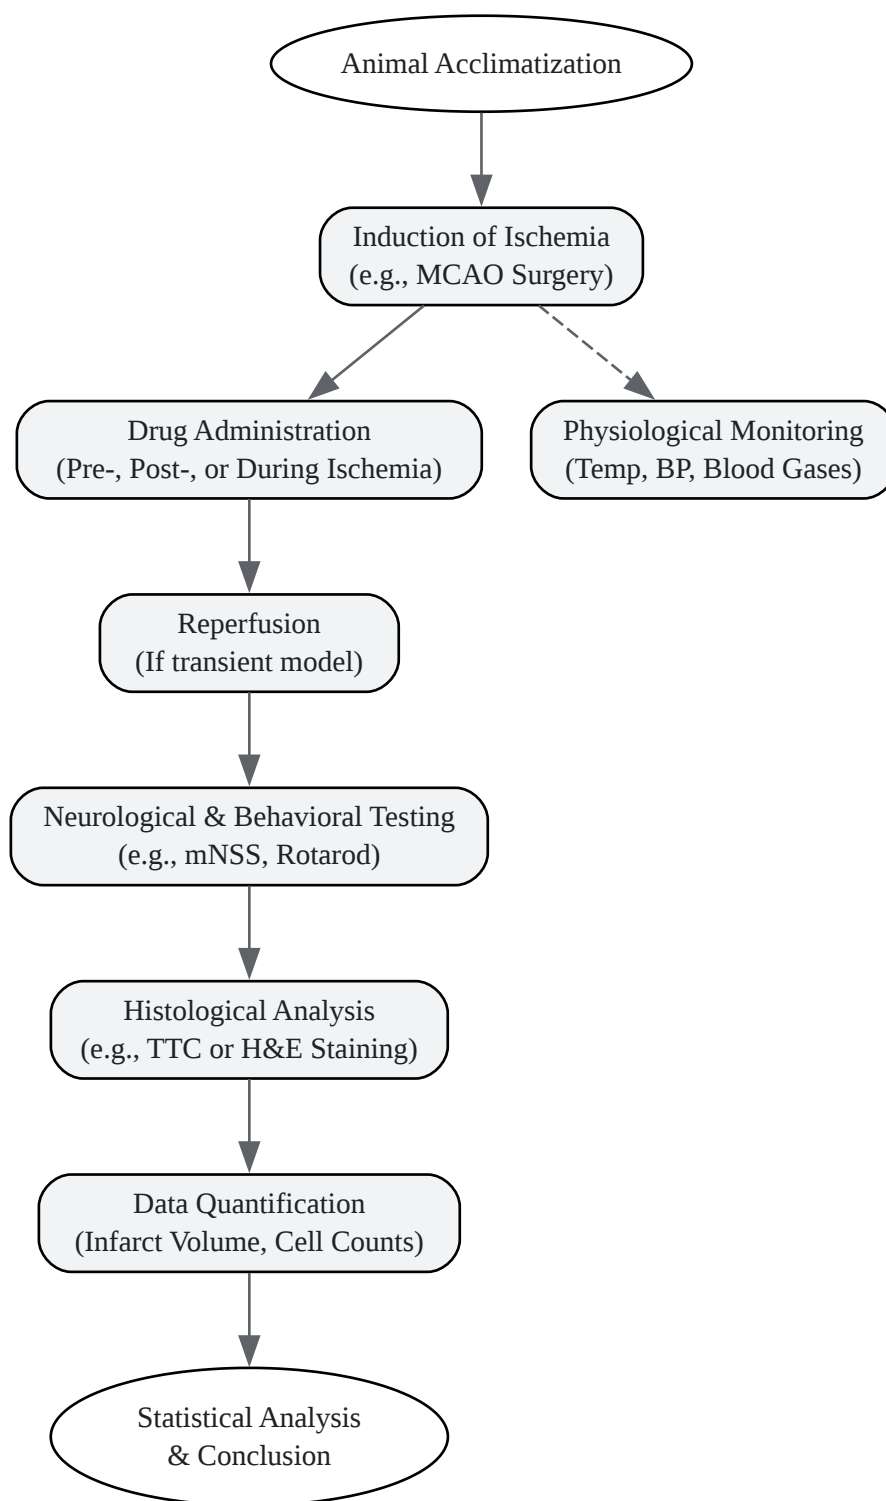 Animal Acclimatization
Induction of Ischemia
(e.g., MCAO Surgery)
Drug Administration
(Pre-, Post-, or During Ischemia)
Physiological Monitoring
(Temp, BP, Blood Gases)
Reperfusion
(If transient model)
Neurological & Behavioral Testing
(e.g., mNSS, Rotarod)
Histological Analysis
(e.g., TTC or H&E Staining)
Data Quantification
(Infarct Volume, Cell Counts)
Statistical Analysis
& Conclusion